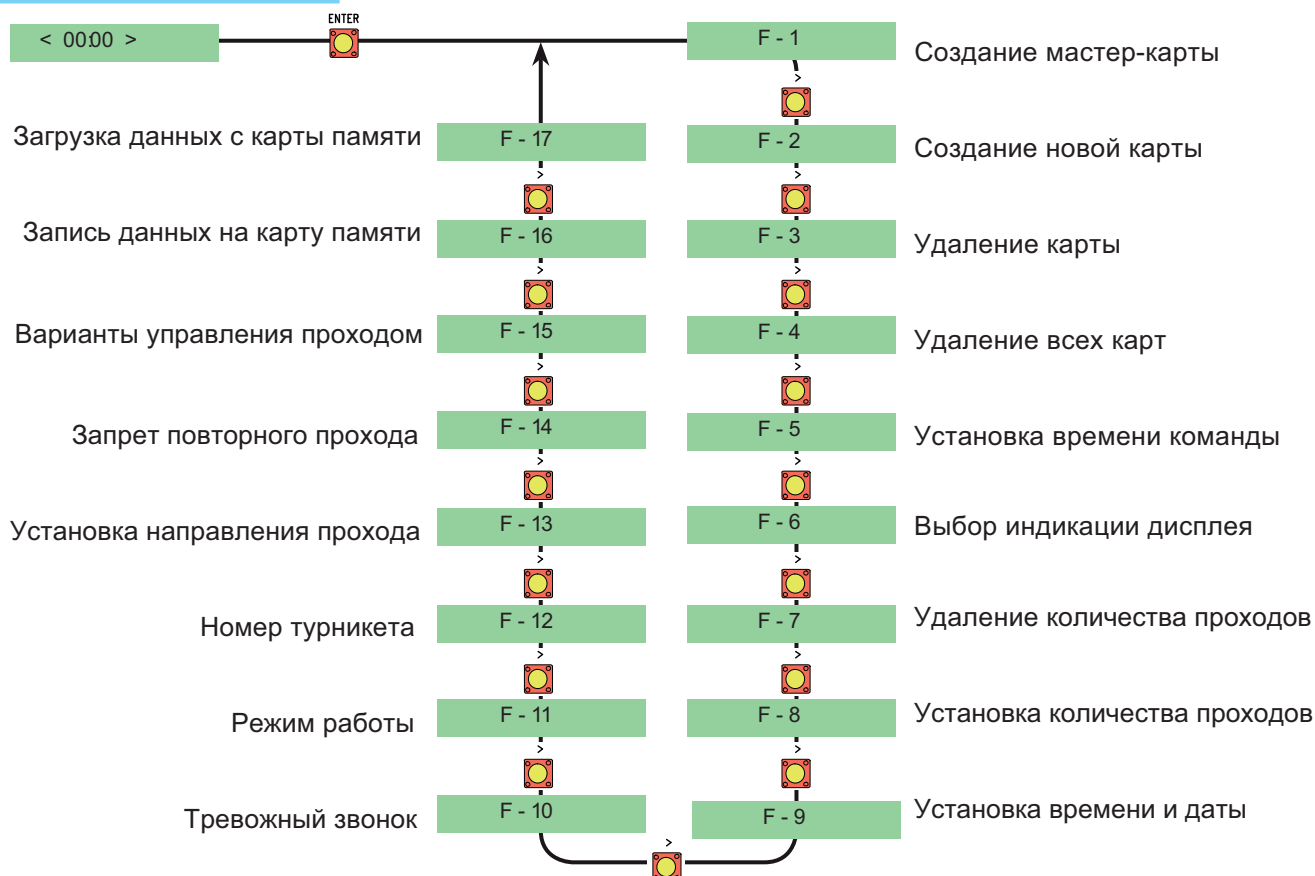 ENTER
< 00:00 >
F - 1
Создание мастер-карты
>
Загрузка данных с карты памяти
F - 17
F - 2
Создание новой карты
>
>
Запись данных на карту памяти
F - 16
F - 3
Удаление карты
>
>
Варианты управления проходом
F - 15
F - 4
Удаление всех карт
>
>
Запрет повторного прохода
F - 14
F - 5
Установка времени команды
>
>
Установка направления прохода
F - 13
F - 6
Выбор индикации дисплея
>
>
Номер турникета
F - 12
F - 7
Удаление количества проходов
>
>
Режим работы
F - 11
F - 8
Установка количества проходов
>
>
Тревожный звонок
F - 10
F - 9
Установка времени и даты
>